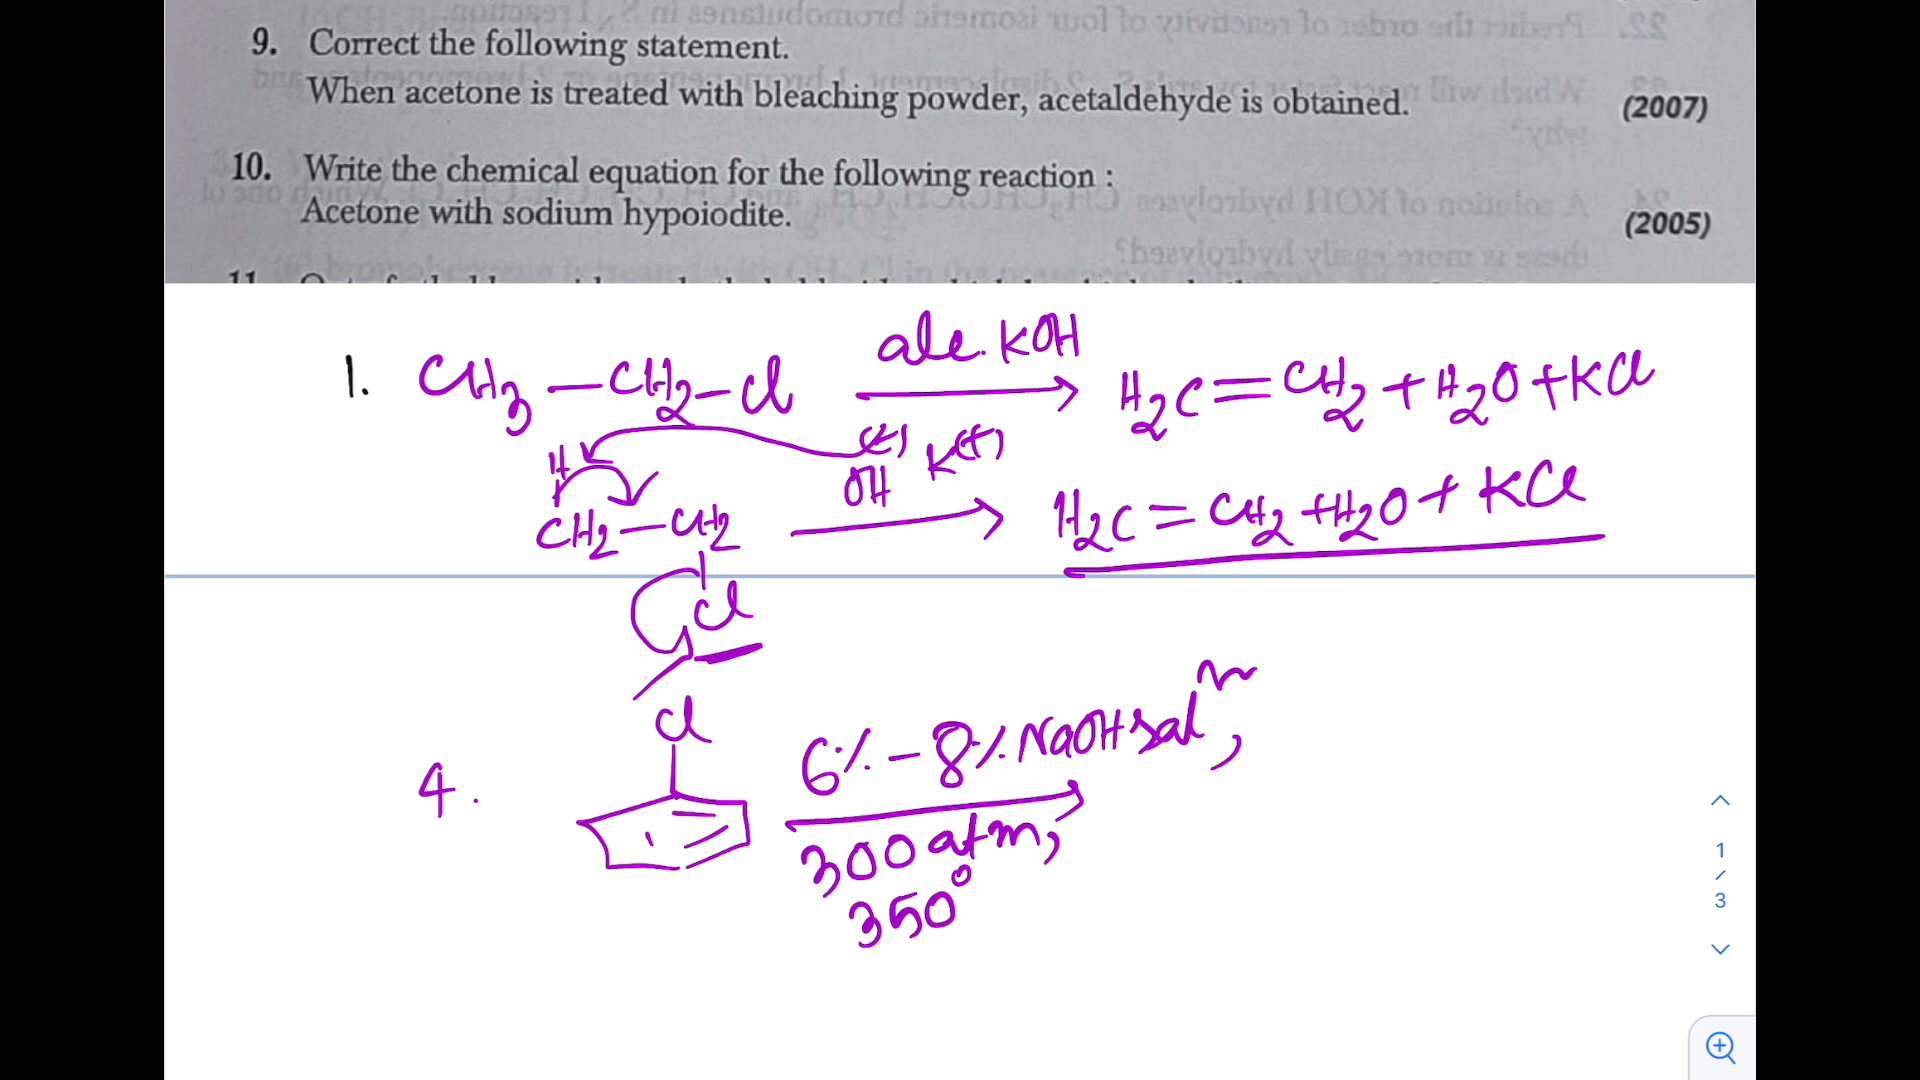 9. Correct the following statement.
When acetone is treated with bleaching powder, acetaldehyde is obtained. (2007)
10. Write the chemical equation for the following reaction :
Acetone with sodium hypoiodite. (2005)
1. CH3 – CH2 – Cl alc. KOH → H2C = CH2 + H2O + KCl
H (-) OH K(+)
CH2 – CH2 → H2C = CH2 + H2O + KCl
Cl
Cl
4. 6% – 8% NaOH soln,
300 atm,
350°
1
/
3